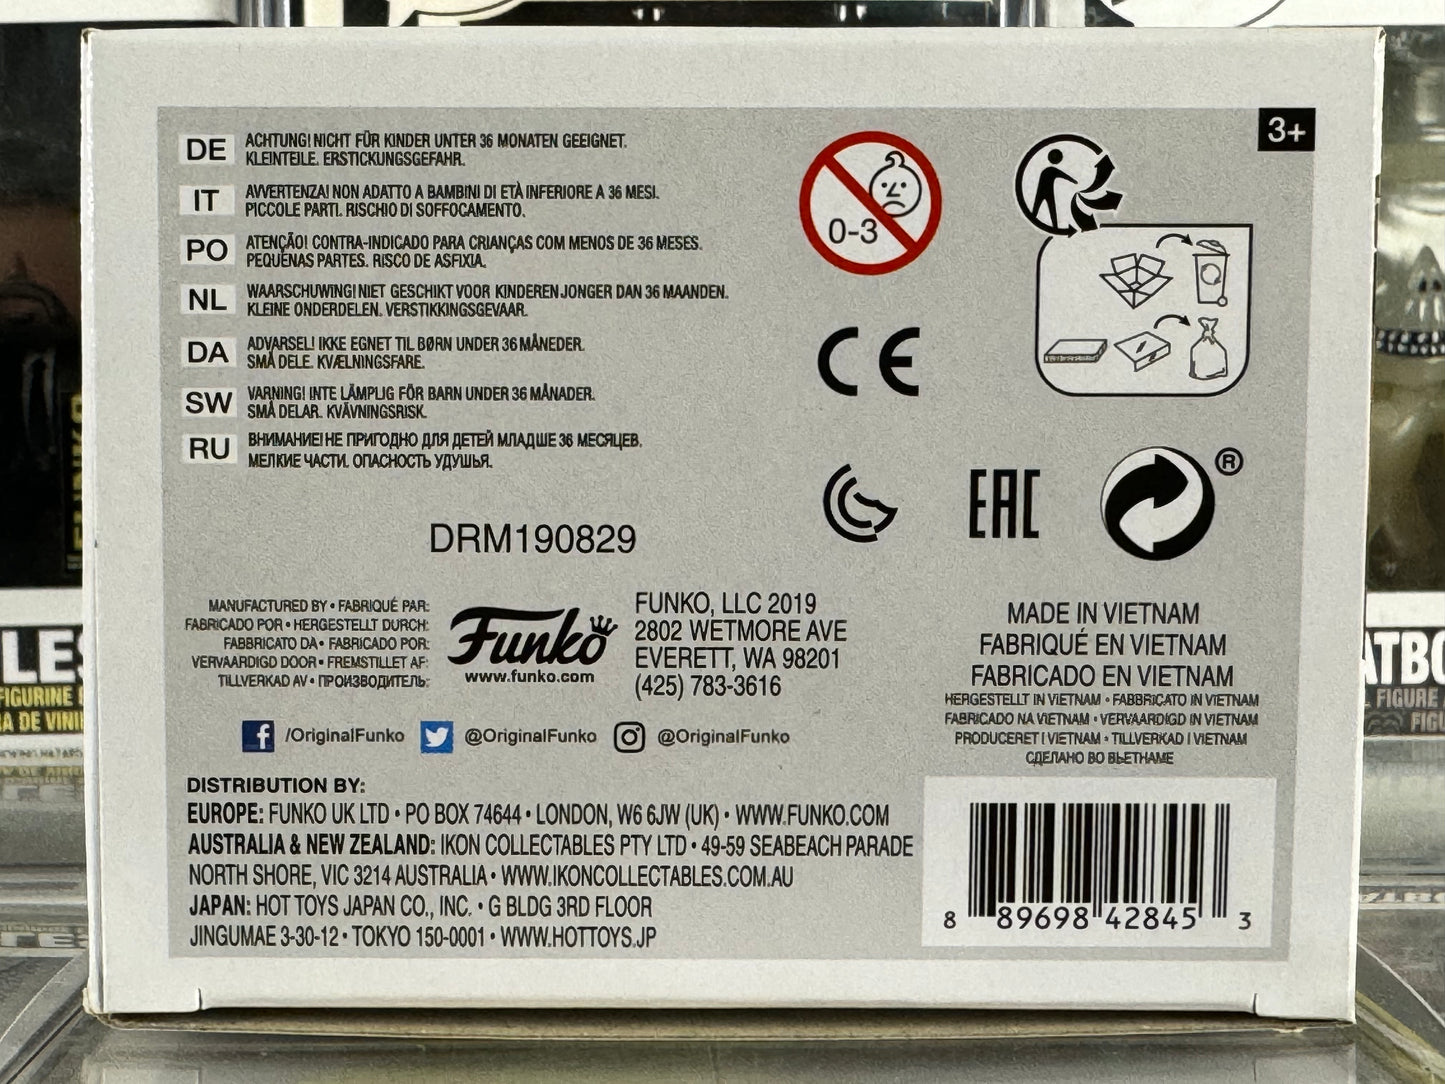 3+
DE ACHTUNG! NICHT FÜR KINDER UNTER 36 MONATEN GEEIGNET.
KLEINTEILE. ERSTICKUNGSGEFAHR.
IT AVVERTENZA! NON ADATTO A BAMBINI DI ETÀ INFERIORE A 36 MESI.
PICCOLE PARTI. RISCHIO DI SOFFOCAMENTO.
PO ATENÇÃO! CONTRA-INDICADO PARA CRIANÇAS COM MENOS DE 36 MESES.
PEQUENAS PARTES. RISCO DE ASFIXIA.
NL WAARSCHUWING! NIET GESCHIKT VOOR KINDEREN JONGER DAN 36 MAANDEN.
KLEINE ONDERDELEN. VERSTIKKINGSGEVAAR.
DA ADVARSEL! IKKE EGNET TIL BØRN UNDER 36 MÅNEDER.
SMÅ DELE. KVÆLNINGSFARE.
SW VARNING! INTE LÄMPLIG FÖR BARN UNDER 36 MÅNADER.
SMÅ DELAR. KVÄVNINGSRISK.
RU ВНИМАНИЕ! НЕ ПРИГОДНО ДЛЯ ДЕТЕЙ МЛАДШЕ 36 МЕСЯЦЕВ.
МЕЛКИЕ ЧАСТИ. ОПАСНОСТЬ УДУШЬЯ.
0-3
CE
EAC
®
DRM190829
MANUFACTURED BY • FABRIQUÉ PAR:
FABRICADO POR • HERGESTELLT DURCH:
FABBRICATO DA • FABRICADO POR:
VERVAARDIGD DOOR • FREMSTILLET AF:
TILLVERKAD AV • ПРОИЗВОДИТЕЛЬ:
Funko
www.funko.com
FUNKO, LLC 2019
2802 WETMORE AVE
EVERETT, WA 98201
(425) 783-3616
MADE IN VIETNAM
FABRIQUÉ EN VIETNAM
FABRICADO EN VIETNAM
HERGESTELLT IN VIETNAM • FABBRICATO IN VIETNAM
FABRICADO NA VIETNAM • VERVAARDIGD IN VIETNAM
PRODUCERET I VIETNAM • TILLVERKAD I VIETNAM
СДЕЛАНО ВО ВЬЕТНАМЕ
/OriginalFunko @OriginalFunko @OriginalFunko
DISTRIBUTION BY:
EUROPE: FUNKO UK LTD • PO BOX 74644 • LONDON, W6 6JW (UK) • WWW.FUNKO.COM
AUSTRALIA & NEW ZEALAND: IKON COLLECTABLES PTY LTD • 49-59 SEABEACH PARADE
NORTH SHORE, VIC 3214 AUSTRALIA • WWW.IKONCOLLECTABLES.COM.AU
JAPAN: HOT TOYS JAPAN CO., INC. • G BLDG 3RD FLOOR
JINGUMAE 3-30-12 • TOKYO 150-0001 • WWW.HOTTOYS.JP
8 89698 42845 3